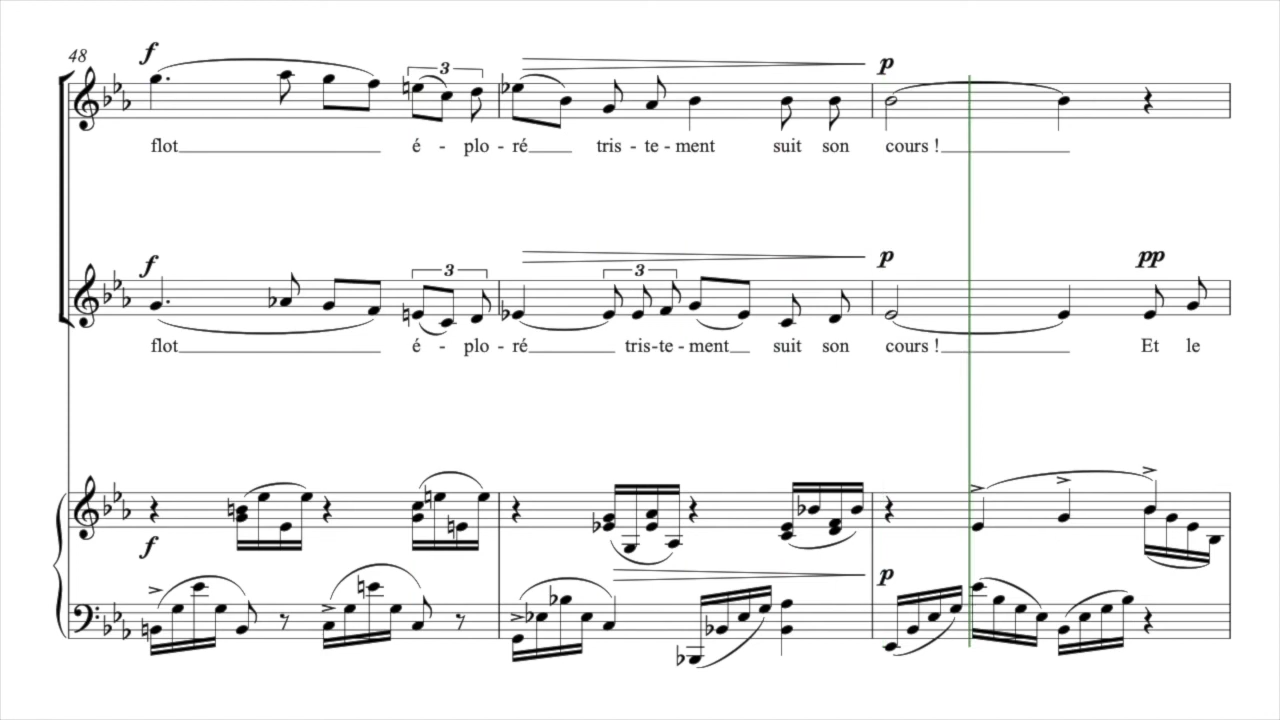 48
f
3
p
flot é - plo - ré tris - te - ment suit son cours !
f
3
3
p
pp
flot é - plo - ré tris-te - ment suit son cours ! Et le
f
p